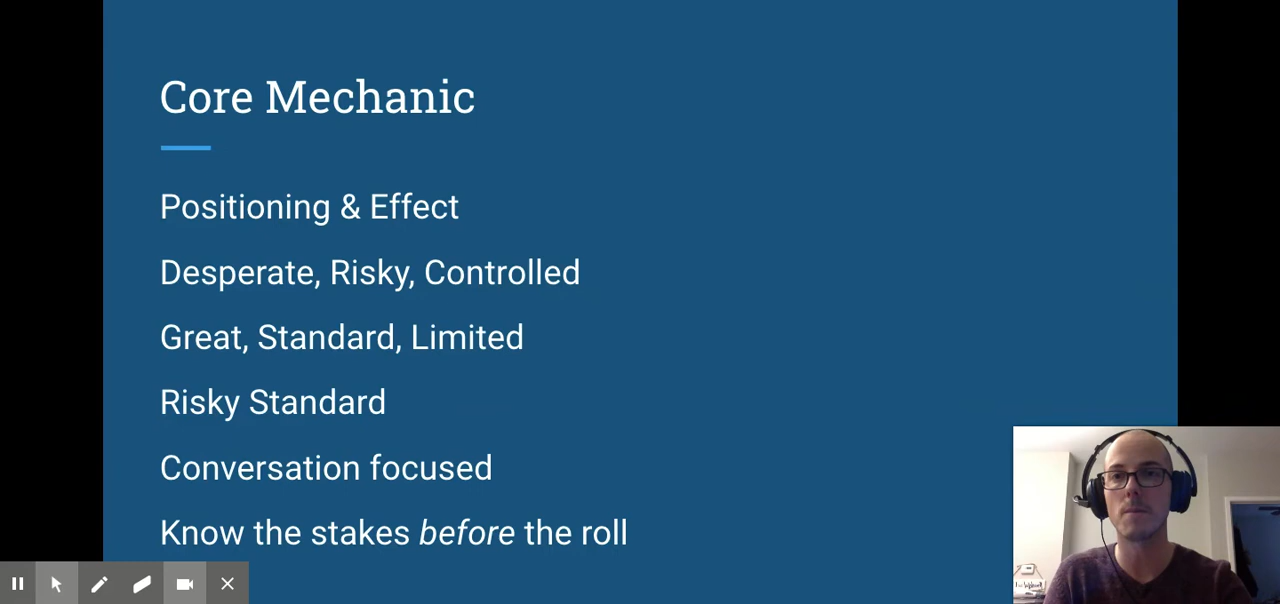 Core Mechanic
Positioning & Effect
Desperate, Risky, Controlled
Great, Standard, Limited
Risky Standard
Conversation focused
Know the stakes before the roll